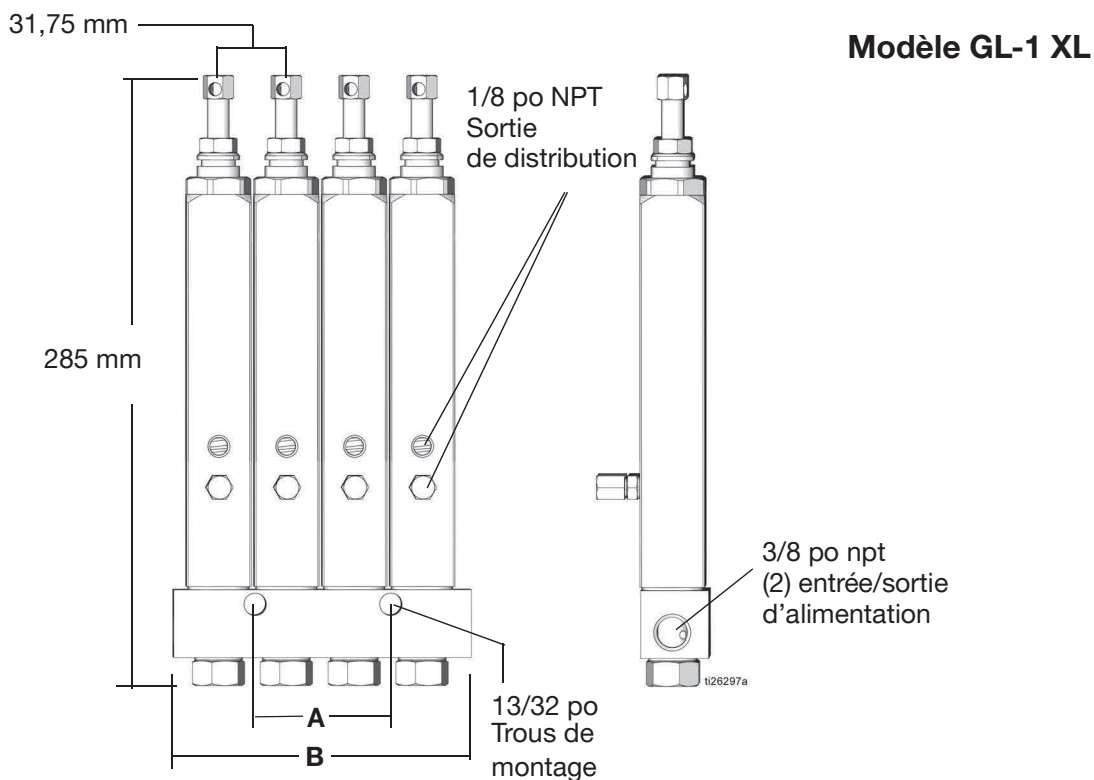 31,75 mm
Modèle GL-1 XL
1/8 po NPT
Sortie
de distribution
285 mm
3/8 po npt
(2) entrée/sortie
d'alimentation
ti26297a
13/32 po
Trous de
montage
A
B